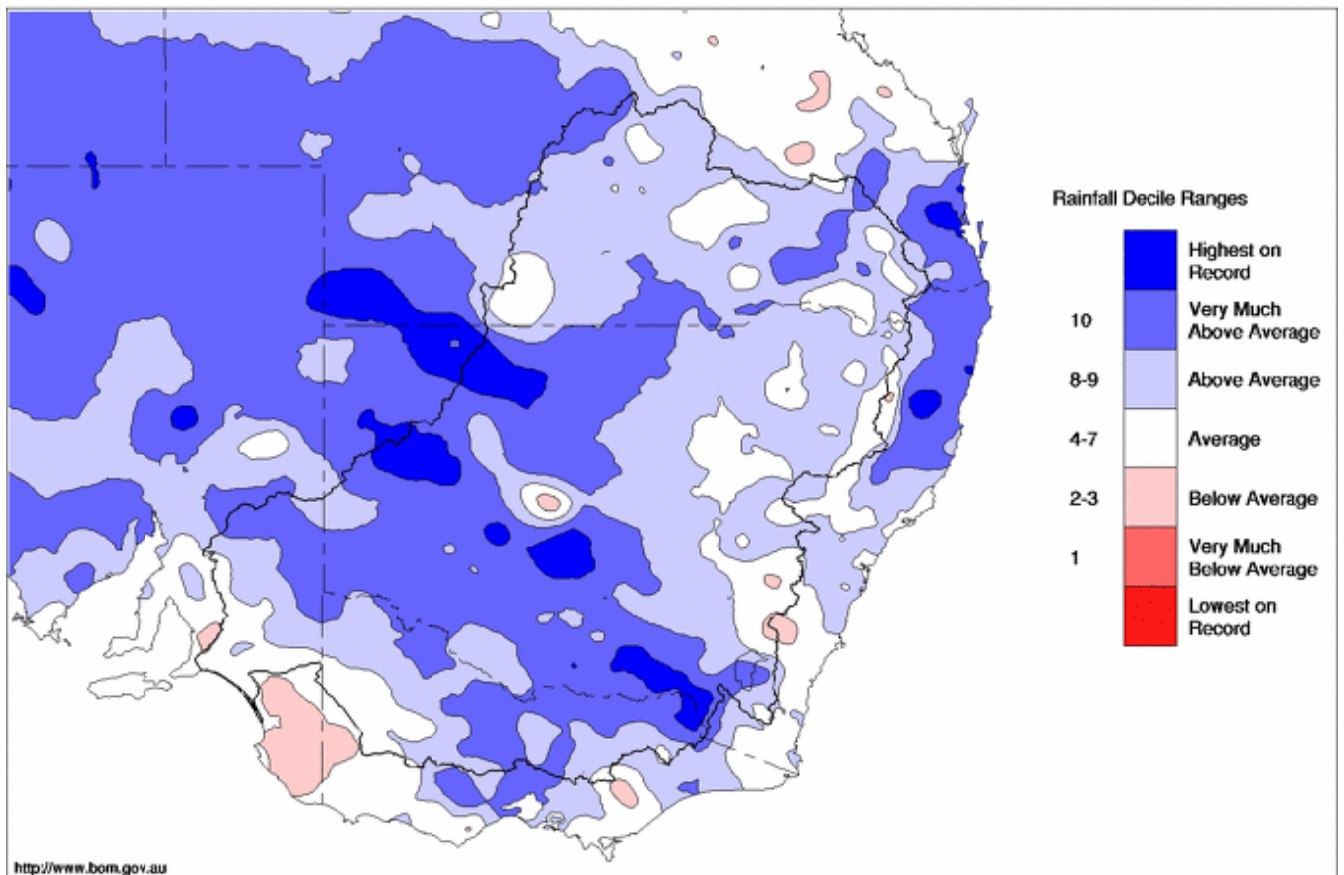 Rainfall Decile Ranges
Highest on
Record
10
Very Much
Above Average
8-9
Above Average
4-7
Average
2-3
Below Average
1
Very Much
Below Average
Lowest on
Record
http://www.bom.gov.au